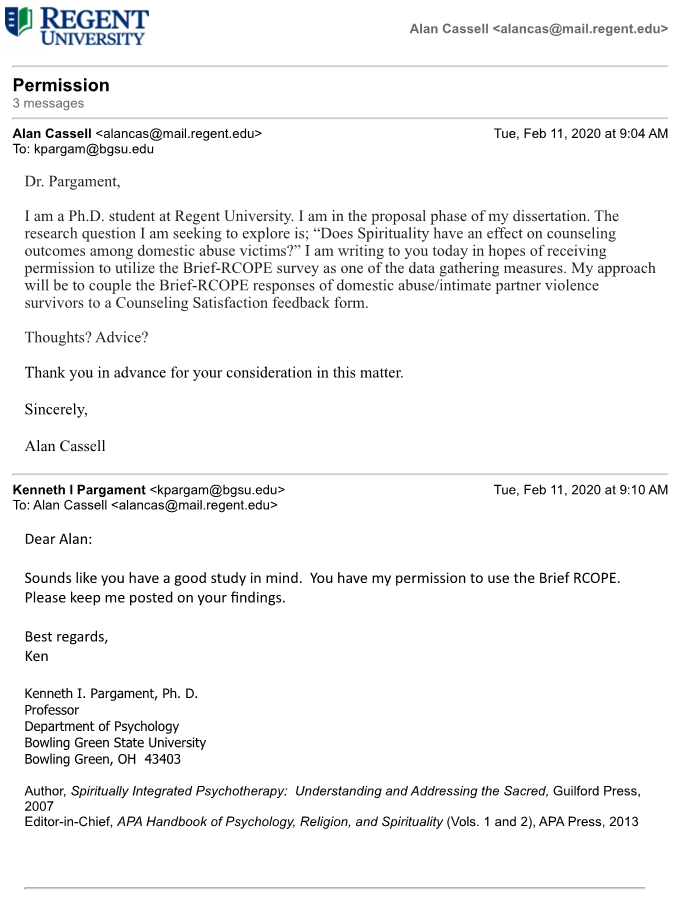 REGENT
UNIVERSITY
Alan Cassell <alancas@mail.regent.edu>
Permission
3 messages
Alan Cassell <alancas@mail.regent.edu>
Tue, Feb 11, 2020 at 9:04 AM
To: kpargam@bgsu.edu
Dr. Pargament,
I am a Ph.D. student at Regent University. I am in the proposal phase of my dissertation. The
research question I am seeking to explore is; “Does Spirituality have an effect on counseling
outcomes among domestic abuse victims?” I am writing to you today in hopes of receiving
permission to utilize the Brief-RCOPE survey as one of the data gathering measures. My approach
will be to couple the Brief-RCOPE responses of domestic abuse/intimate partner violence
survivors to a Counseling Satisfaction feedback form.
Thoughts? Advice?
Thank you in advance for your consideration in this matter.
Sincerely,
Alan Cassell
Kenneth I Pargament <kpargam@bgsu.edu>
Tue, Feb 11, 2020 at 9:10 AM
To: Alan Cassell <alancas@mail.regent.edu>
Dear Alan:
Sounds like you have a good study in mind.  You have my permission to use the Brief RCOPE.
Please keep me posted on your findings.
Best regards,
Ken
Kenneth I. Pargament, Ph. D.
Professor
Department of Psychology
Bowling Green State University
Bowling Green, OH  43403
Author, Spiritually Integrated Psychotherapy:  Understanding and Addressing the Sacred, Guilford Press,
2007
Editor-in-Chief, APA Handbook of Psychology, Religion, and Spirituality (Vols. 1 and 2), APA Press, 2013